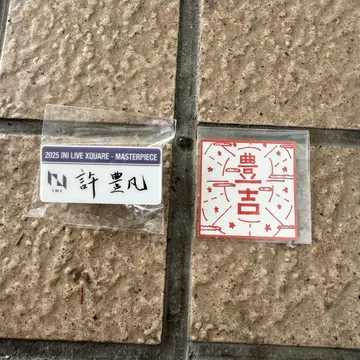 2025 INI LIVE XQUARE - MASTERPIECE
INI
許豊凡
豊
吉